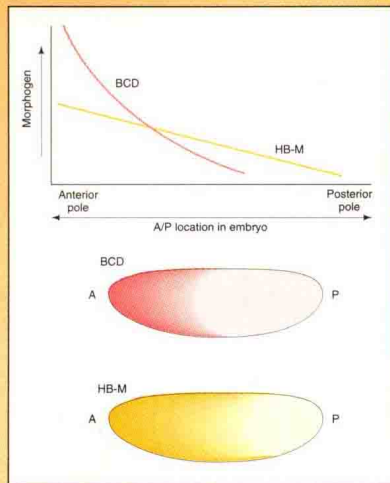 Morphogen
BCD
HB-M
Anterior
pole
Posterior
pole
A/P location in embryo
BCD
A
P
HB-M
A
P